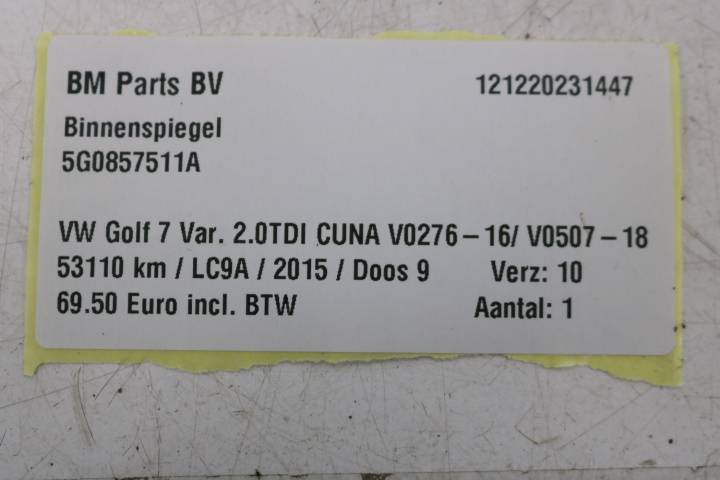 BM Parts BV 121220231447
Binnenspiegel
5G0857511A
VW Golf 7 Var. 2.0TDI CUNA V0276-16/ V0507-18
53110 km / LC9A / 2015 / Doos 9 Verz: 10
69.50 Euro incl. BTW Aantal: 1